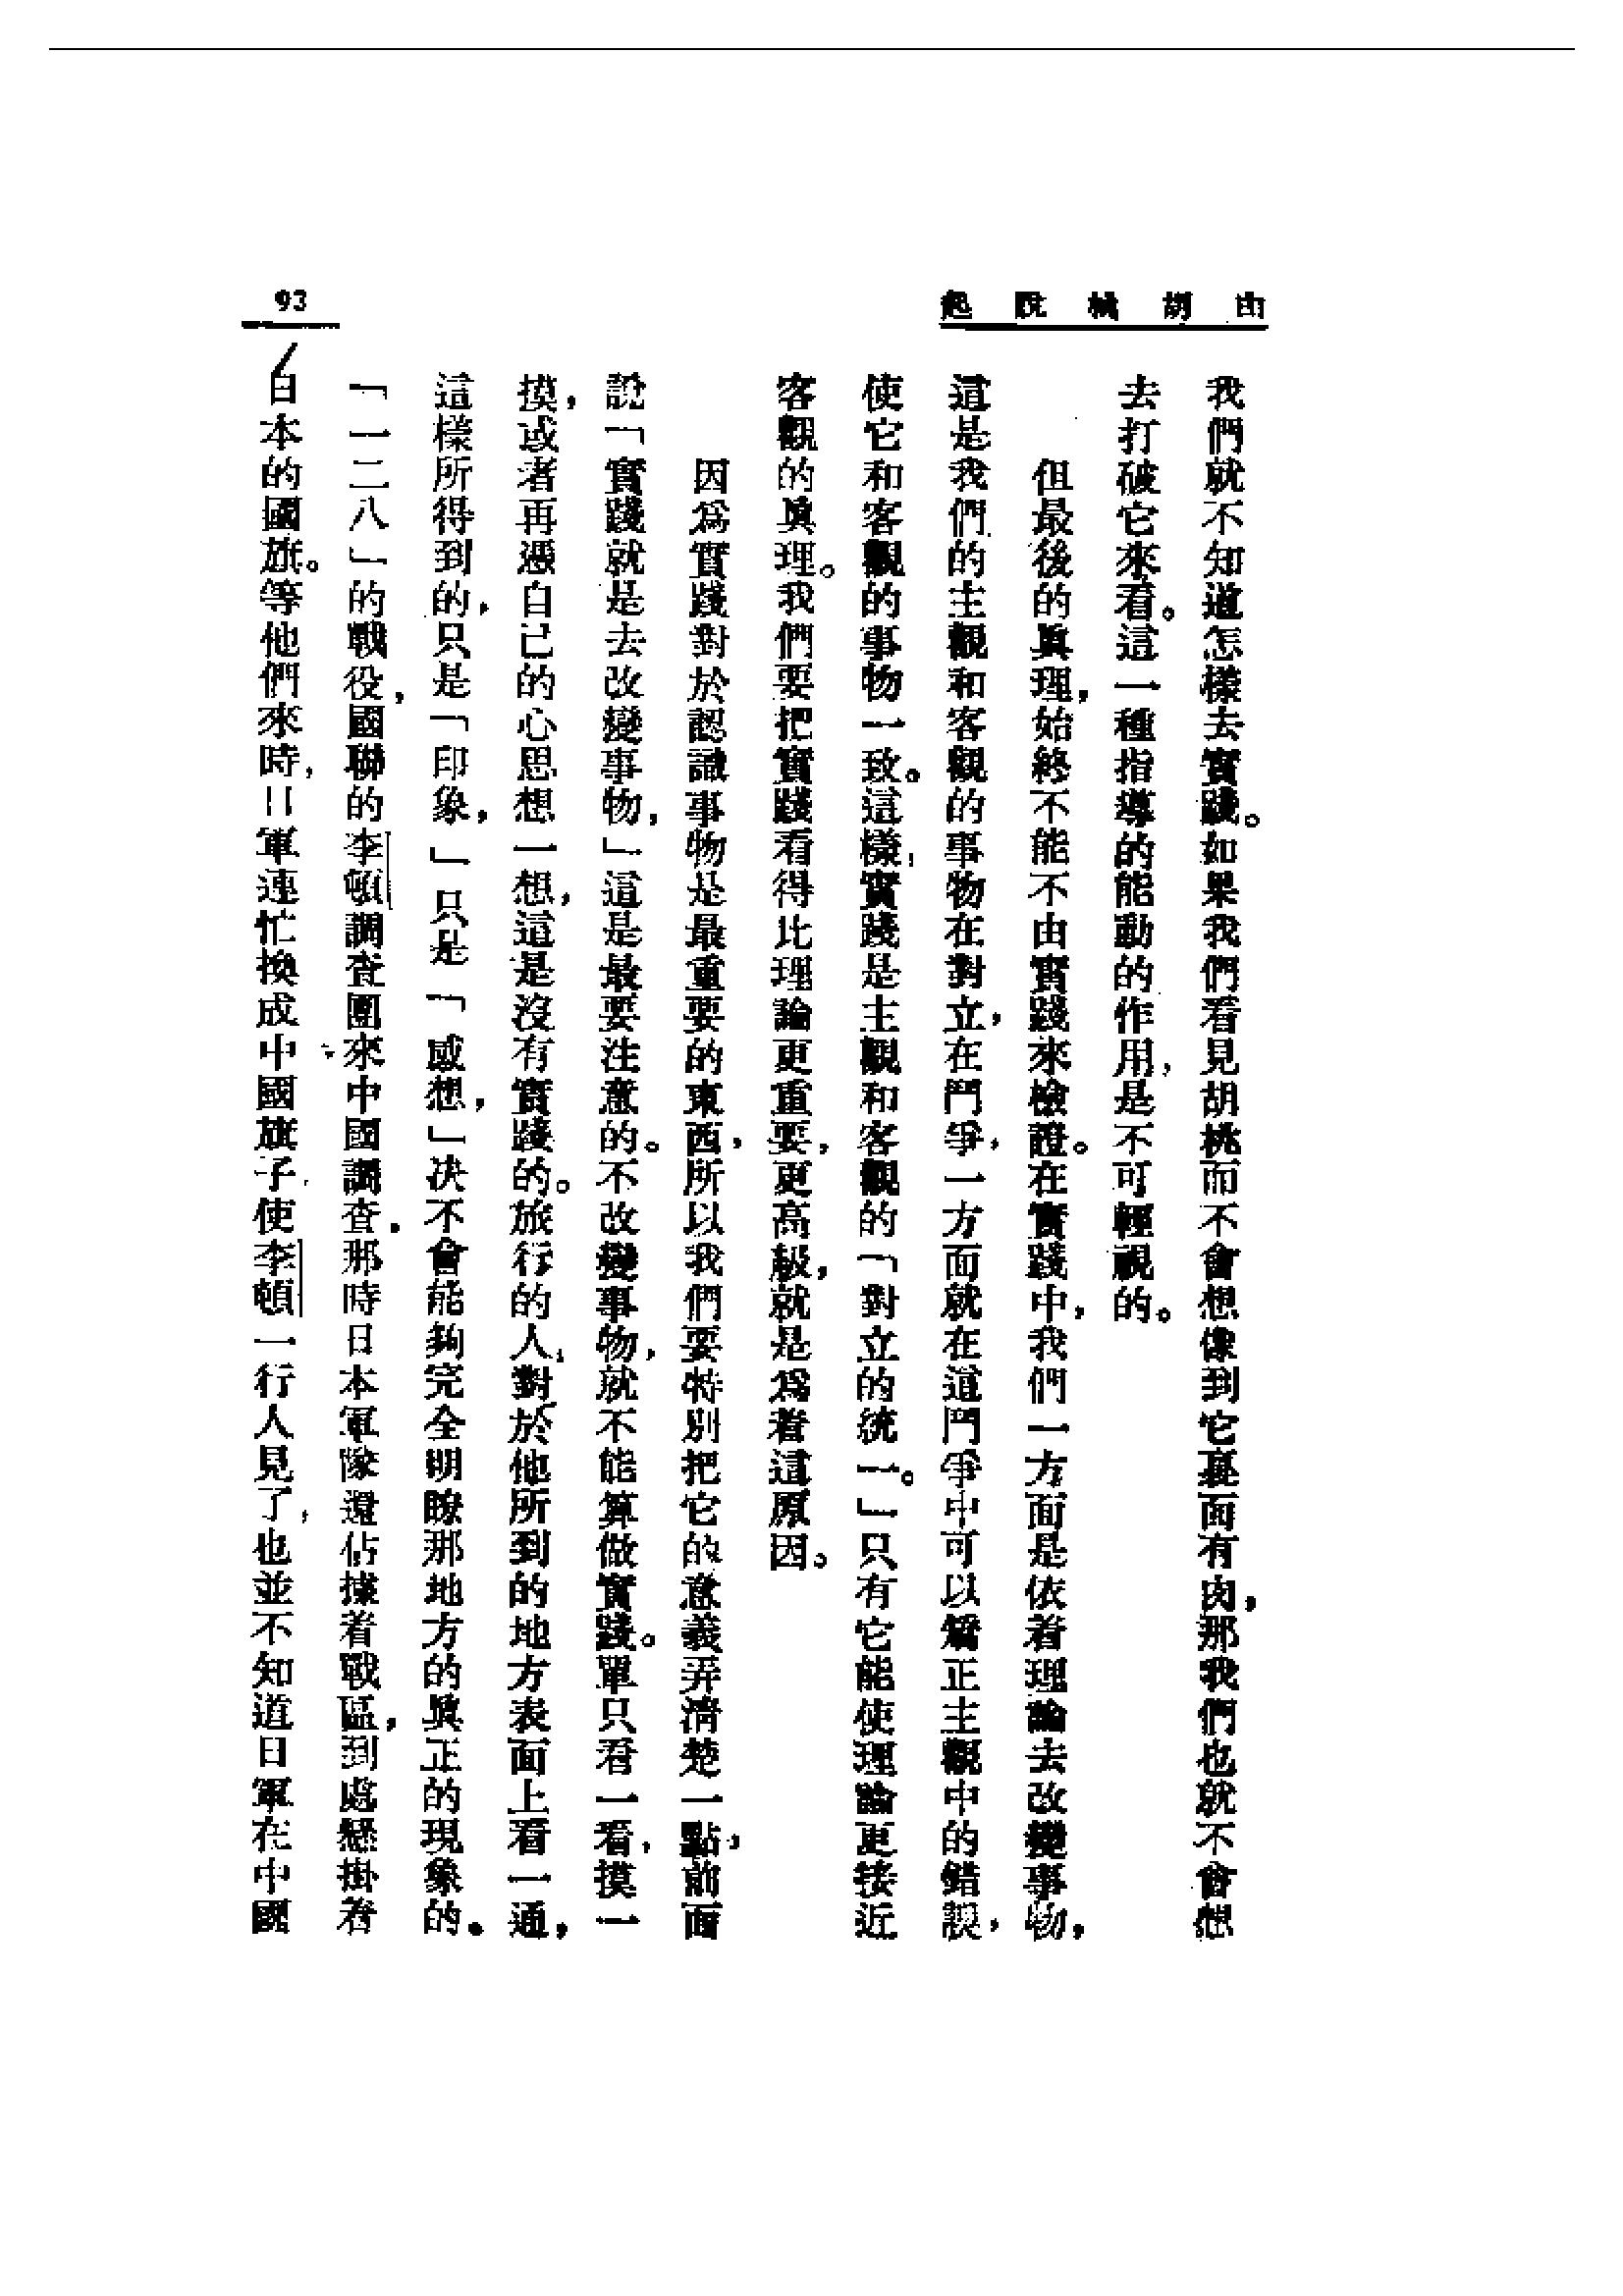 由胡桃說起
93
我們就不知道怎樣去實踐。如果我們看見胡桃而不會想像到它裏面有肉，那我們也就不會想
去打破它來看。這一種指導的能動的作用，是不可輕視的。
但最後的眞理，始終不能不由實踐來檢證。在實踐中，我們一方面是依着理論去改變事物，
這是我們的主觀和客觀的事物在對立，在鬥爭，一方面就在這鬥爭中可以矯正主觀中的錯誤，
使它和客觀的事物一致。這樣，實踐是主觀和客觀的「對立的統一。」只有它能使理論更接近
客觀的眞理。我們要把實踐看得比理論更重要，更高級，就是爲着這原因。
因爲實踐對於認識事物是最重要的東西，所以我們要特別把它的意義弄清楚一點，前面
說「實踐就是去改變事物，」這是最要注意的。不改變事物，就不能算做實踐。單只看一看，摸一
摸，或者再憑自己的心思想一想，這是沒有實踐的。旅行的人，對於他所到的地方表面上看一通，
這樣所得到的，只是「印象，」只是「感想，」决不會能夠完全明瞭那地方的眞正的現象的。
「一二八」的戰役，國聯的李頓調查團來中國調查。那時日本軍隊還佔據着戰區，到處懸掛着
日本的國旗。等他們來時，日軍連忙換成中國旗子，使李頓一行人見了，也並不知道日軍在中國